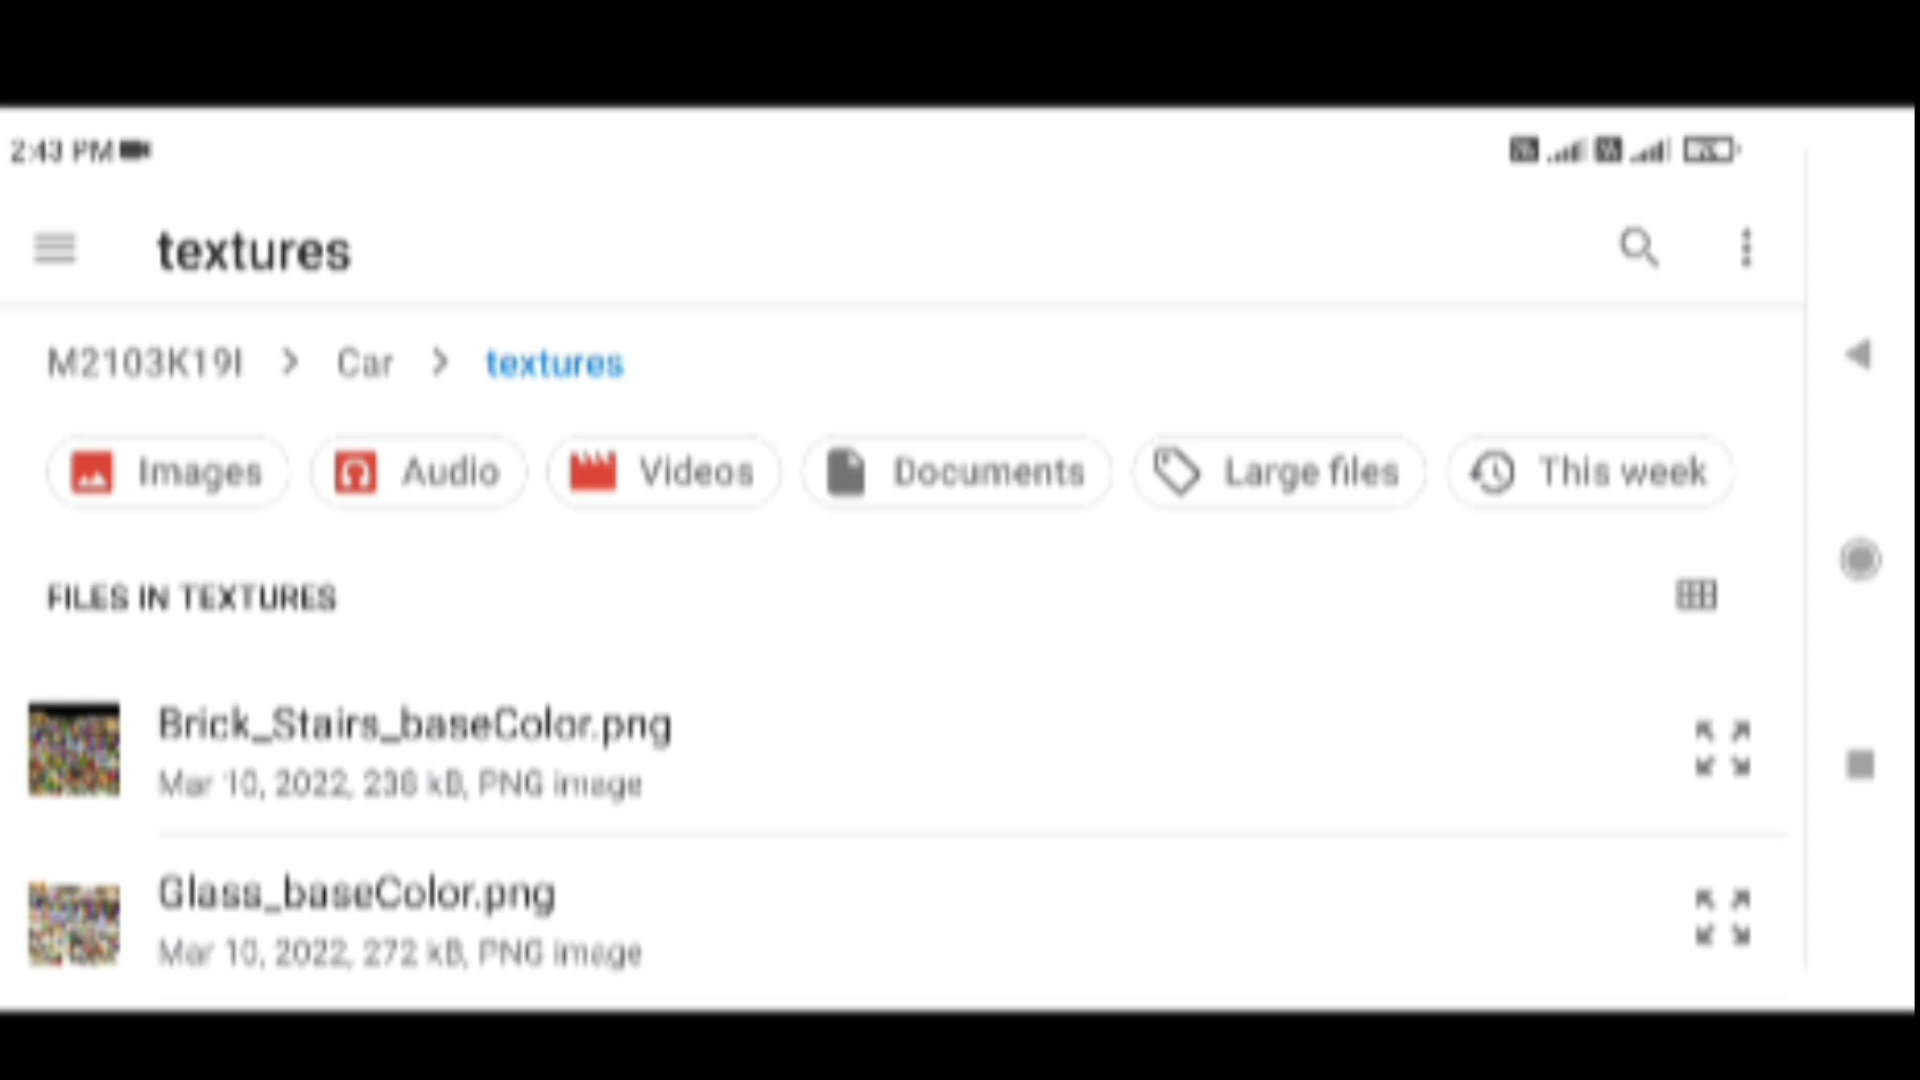 2:43 PM
textures
M2103K19I > Car > textures
Images Audio Videos Documents Large files This week
FILES IN TEXTURES
Brick_Stairs_baseColor.png
Mar 10, 2022, 236 kB, PNG image
Glass_baseColor.png
Mar 10, 2022, 272 kB, PNG image